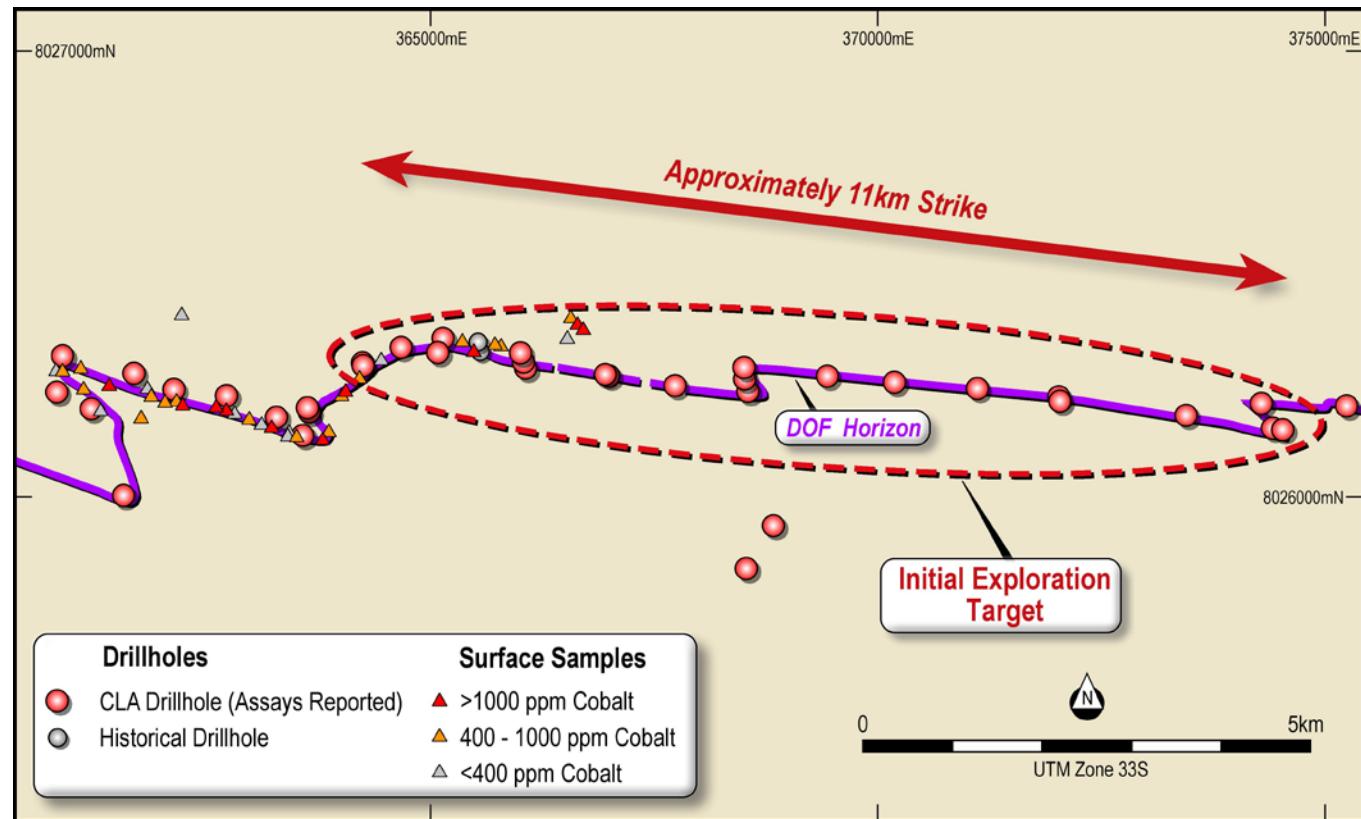 365000mE
370000mE
375000mE
8027000mN
Approximately 11km Strike
DOF Horizon
8026000mN
Initial Exploration
Target
Drillholes
CLA Drillhole (Assays Reported)
Historical Drillhole
Surface Samples
>1000 ppm Cobalt
400 - 1000 ppm Cobalt
<400 ppm Cobalt
N
0
5km
UTM Zone 33S